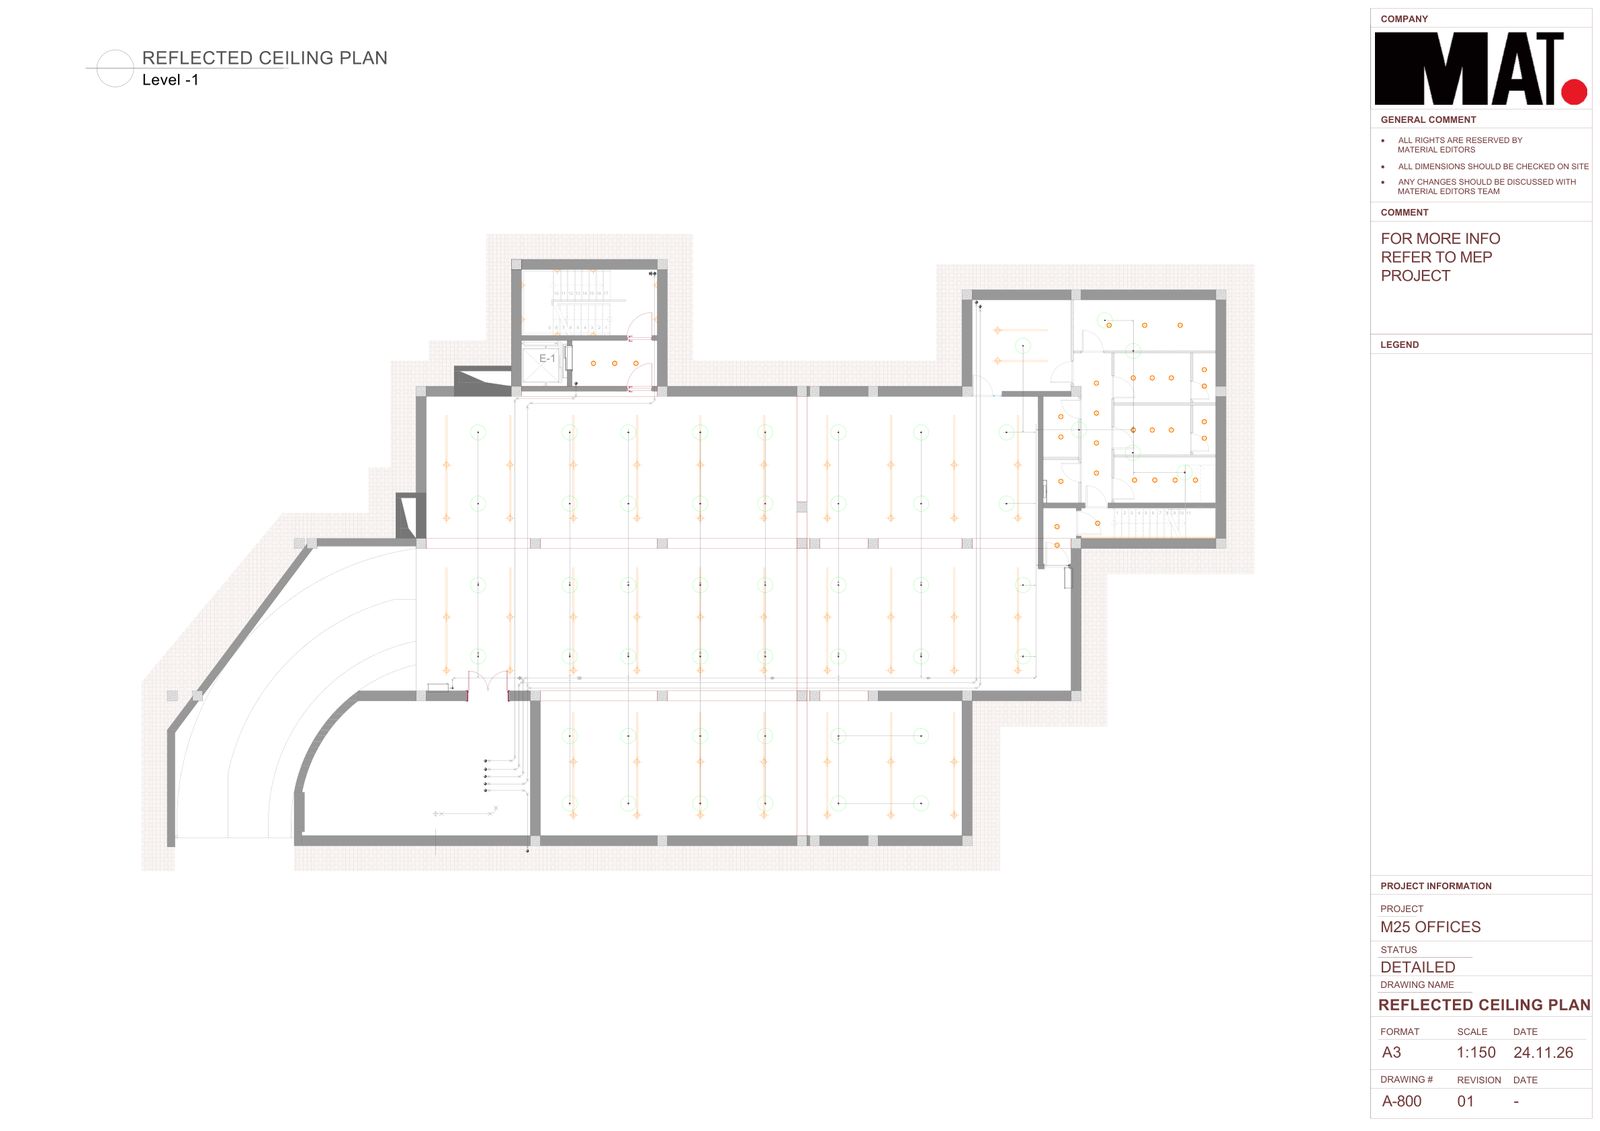 REFLECTED CEILING PLAN
Level -1
E-1
COMPANY
MAT.
GENERAL COMMENT
• ALL RIGHTS ARE RESERVED BY
MATERIAL EDITORS
• ALL DIMENSIONS SHOULD BE CHECKED ON SITE
• ANY CHANGES SHOULD BE DISCUSSED WITH
MATERIAL EDITORS TEAM
COMMENT
FOR MORE INFO
REFER TO MEP
PROJECT
LEGEND
PROJECT INFORMATION
PROJECT
M25 OFFICES
STATUS
DETAILED
DRAWING NAME
REFLECTED CEILING PLAN
FORMAT SCALE DATE
A3 1:150 24.11.26
DRAWING # REVISION DATE
A-800 01 -